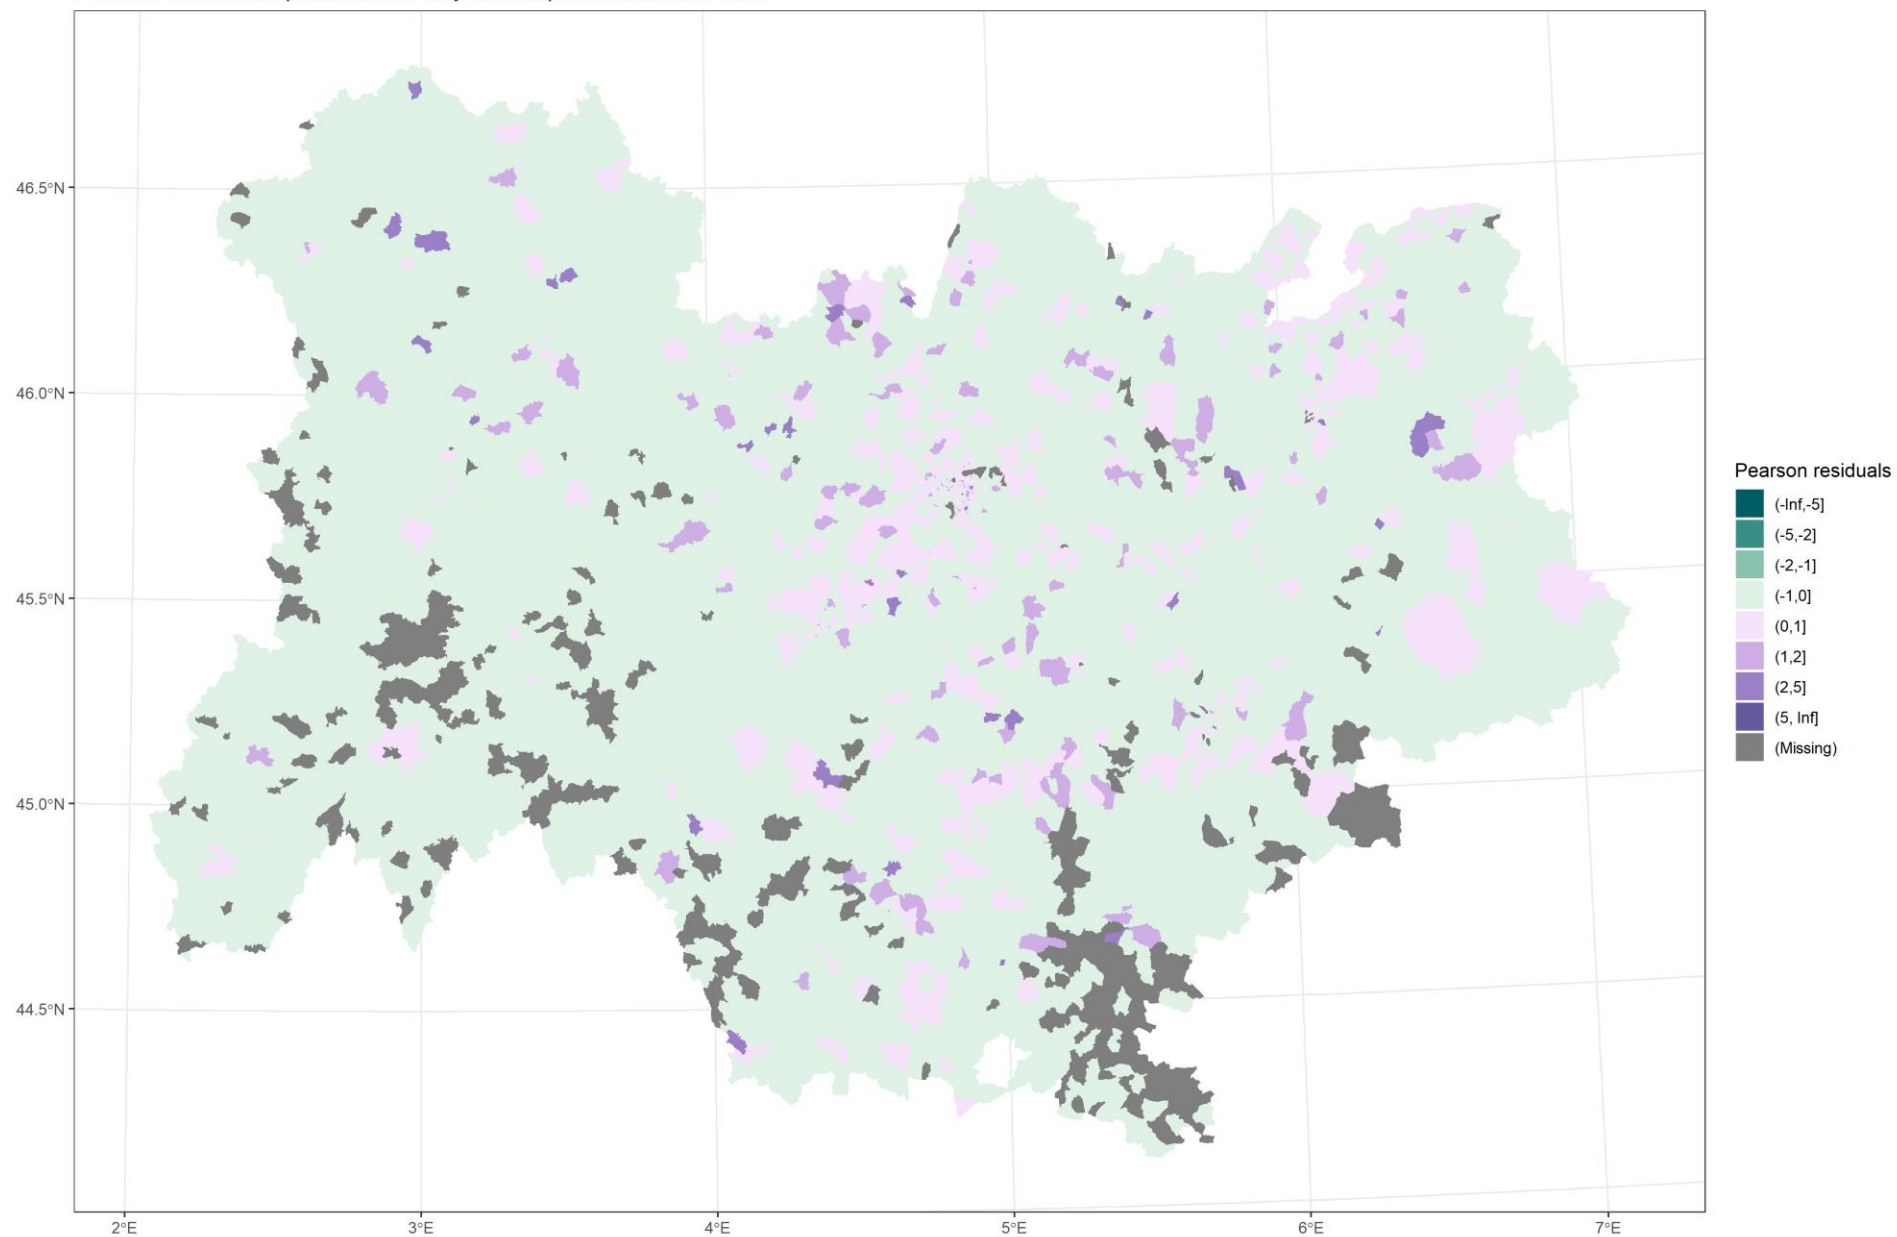 46.5°N
46.0°N
45.5°N
45.0°N
44.5°N
2°E 3°E 4°E 5°E 6°E 7°E
Pearson residuals
(-Inf,-5]
(-5,-2]
(-2,-1]
(-1,0]
(0,1]
(1,2]
(2,5]
(5, Inf]
(Missing)